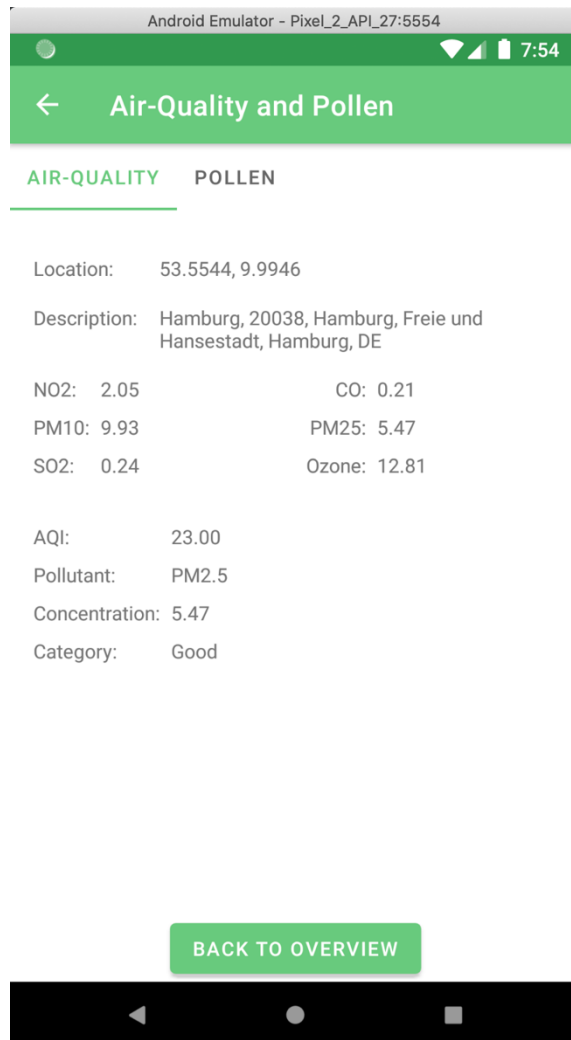 Android Emulator - Pixel_2_API_27:5554
7:54
Air-Quality and Pollen
AIR-QUALITY POLLEN
Location: 53.5544, 9.9946
Description: Hamburg, 20038, Hamburg, Freie und
Hansestadt, Hamburg, DE
NO2: 2.05 CO: 0.21
PM10: 9.93 PM25: 5.47
SO2: 0.24 Ozone: 12.81
AQI: 23.00
Pollutant: PM2.5
Concentration: 5.47
Category: Good
BACK TO OVERVIEW